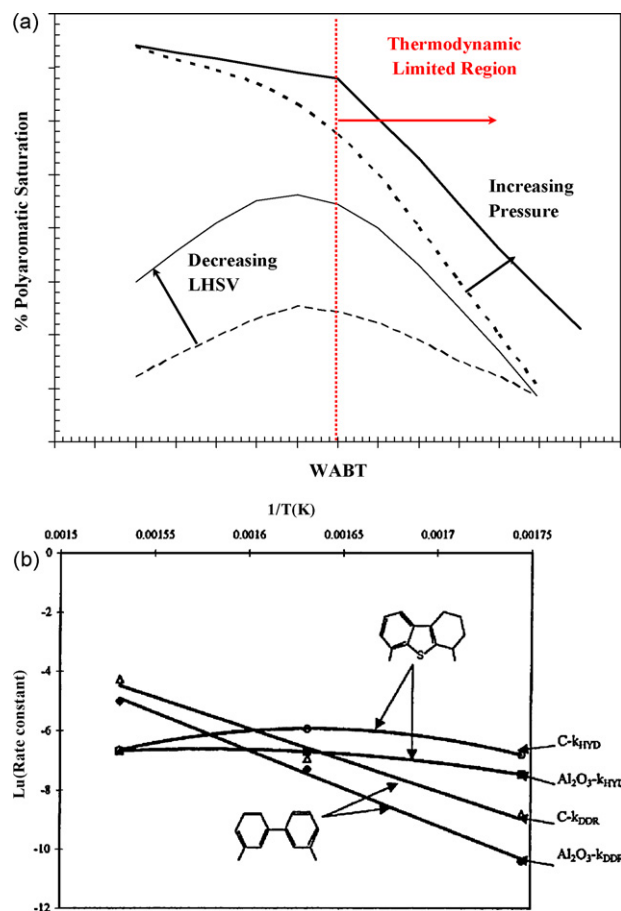 (a)
Thermodynamic
Limited Region
Increasing
Pressure
Decreasing
LHSV
% Polyaromatic Saturation
WABT
1/T(K)
(b)
0.0015 0.00155 0.0016 0.00165 0.0017 0.00175
0
-2
-4
-6
-8
-10
-12
Lu(Rate constant)
S
C-kHYD
Al2O3-kHYD
C-kDDR
Al2O3-kDDR